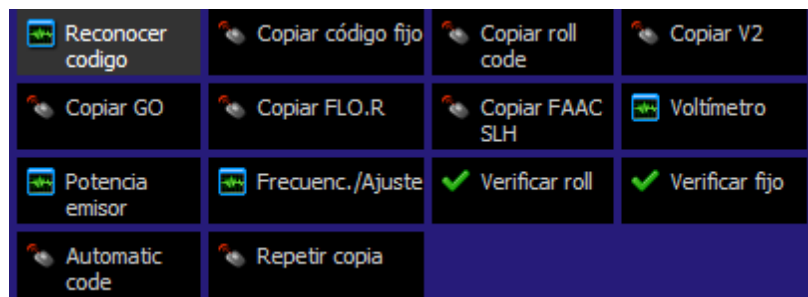 Reconocer
codigo
Copiar código fijo
Copiar roll
code
Copiar V2
Copiar GO
Copiar FLO.R
Copiar FAAC
SLH
Voltímetro
Potencia
emisor
Frecuenc./Ajuste
Verificar roll
Verificar fijo
Automatic
code
Repetir copia